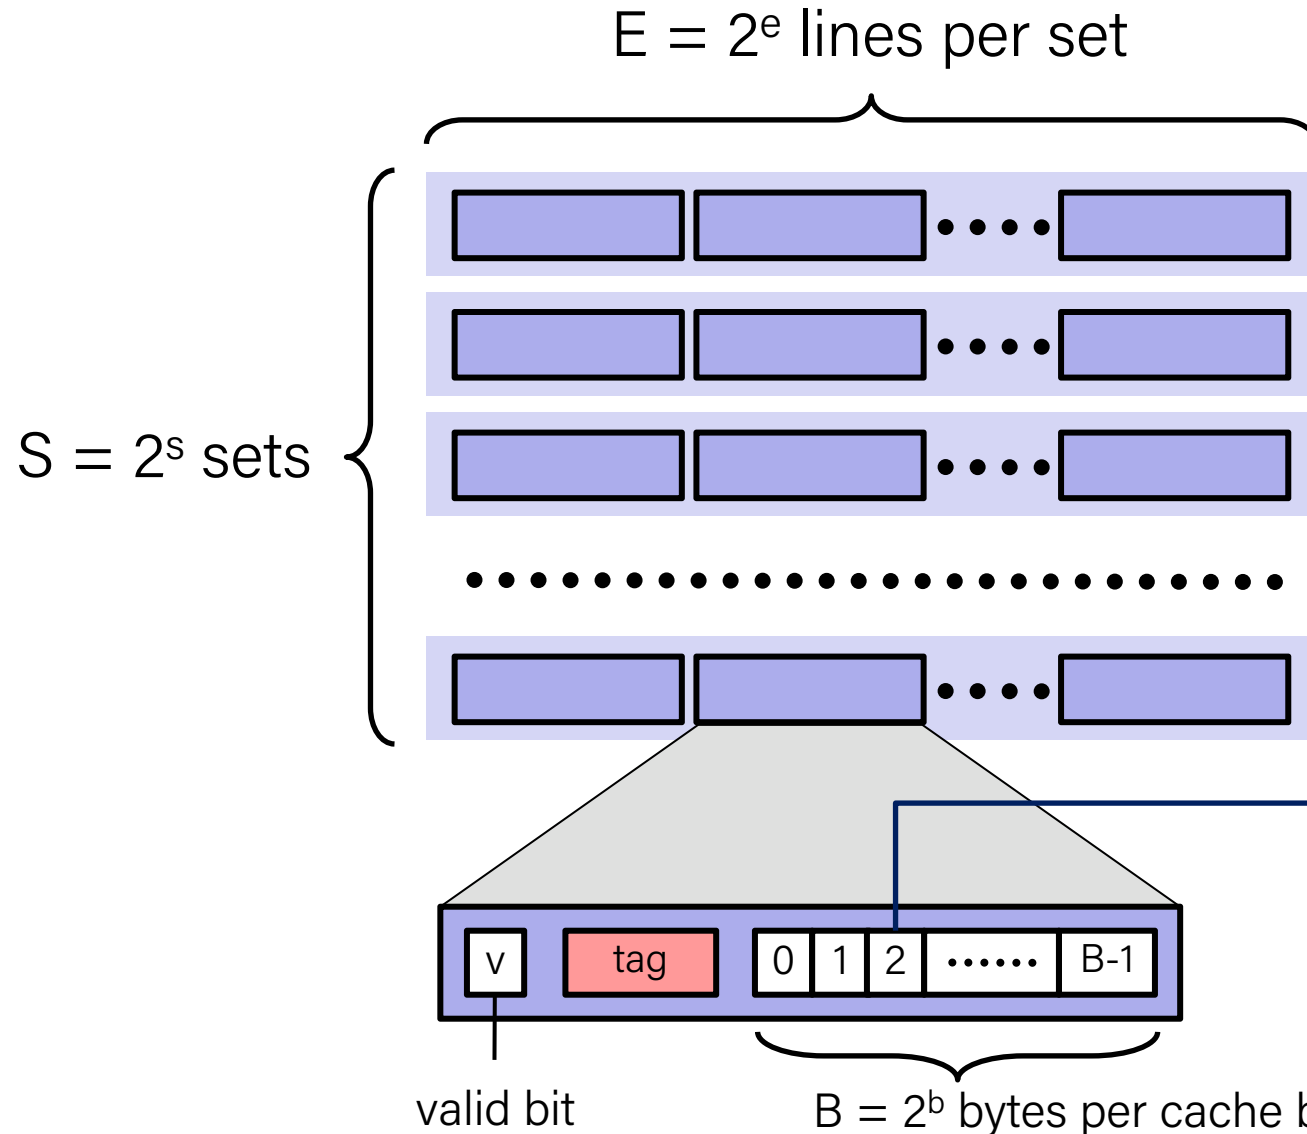 E = 2ᵉ lines per set
S = 2ˢ sets
v tag 0 1 2 ...... B-1
valid bit
B = 2ᵇ bytes per cache